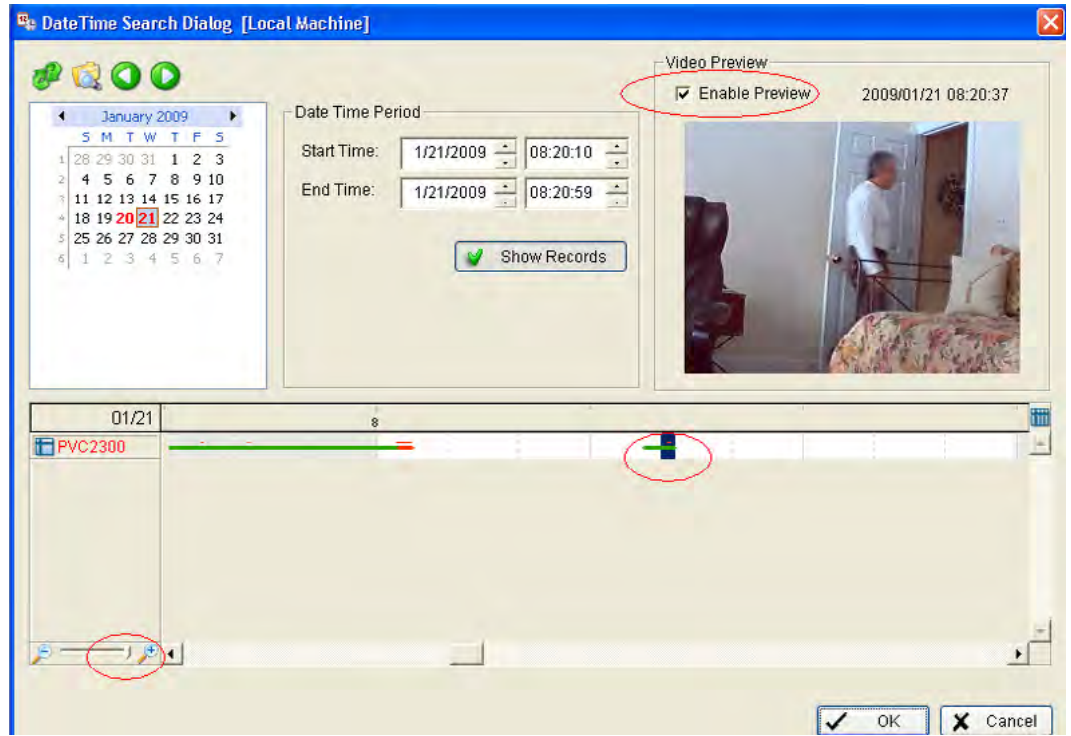 DateTime Search Dialog [Local Machine]
Video Preview
Enable Preview
2009/01/21 08:20:37
January 2009
S M T W T F S
1 28 29 30 31 1 2 3
2 4 5 6 7 8 9 10
3 11 12 13 14 15 16 17
4 18 19 20 21 22 23 24
5 25 26 27 28 29 30 31
6 1 2 3 4 5 6 7
Date Time Period
Start Time: 1/21/2009 08:20:10
End Time: 1/21/2009 08:20:59
Show Records
01/21
8
PVC2300
OK
Cancel